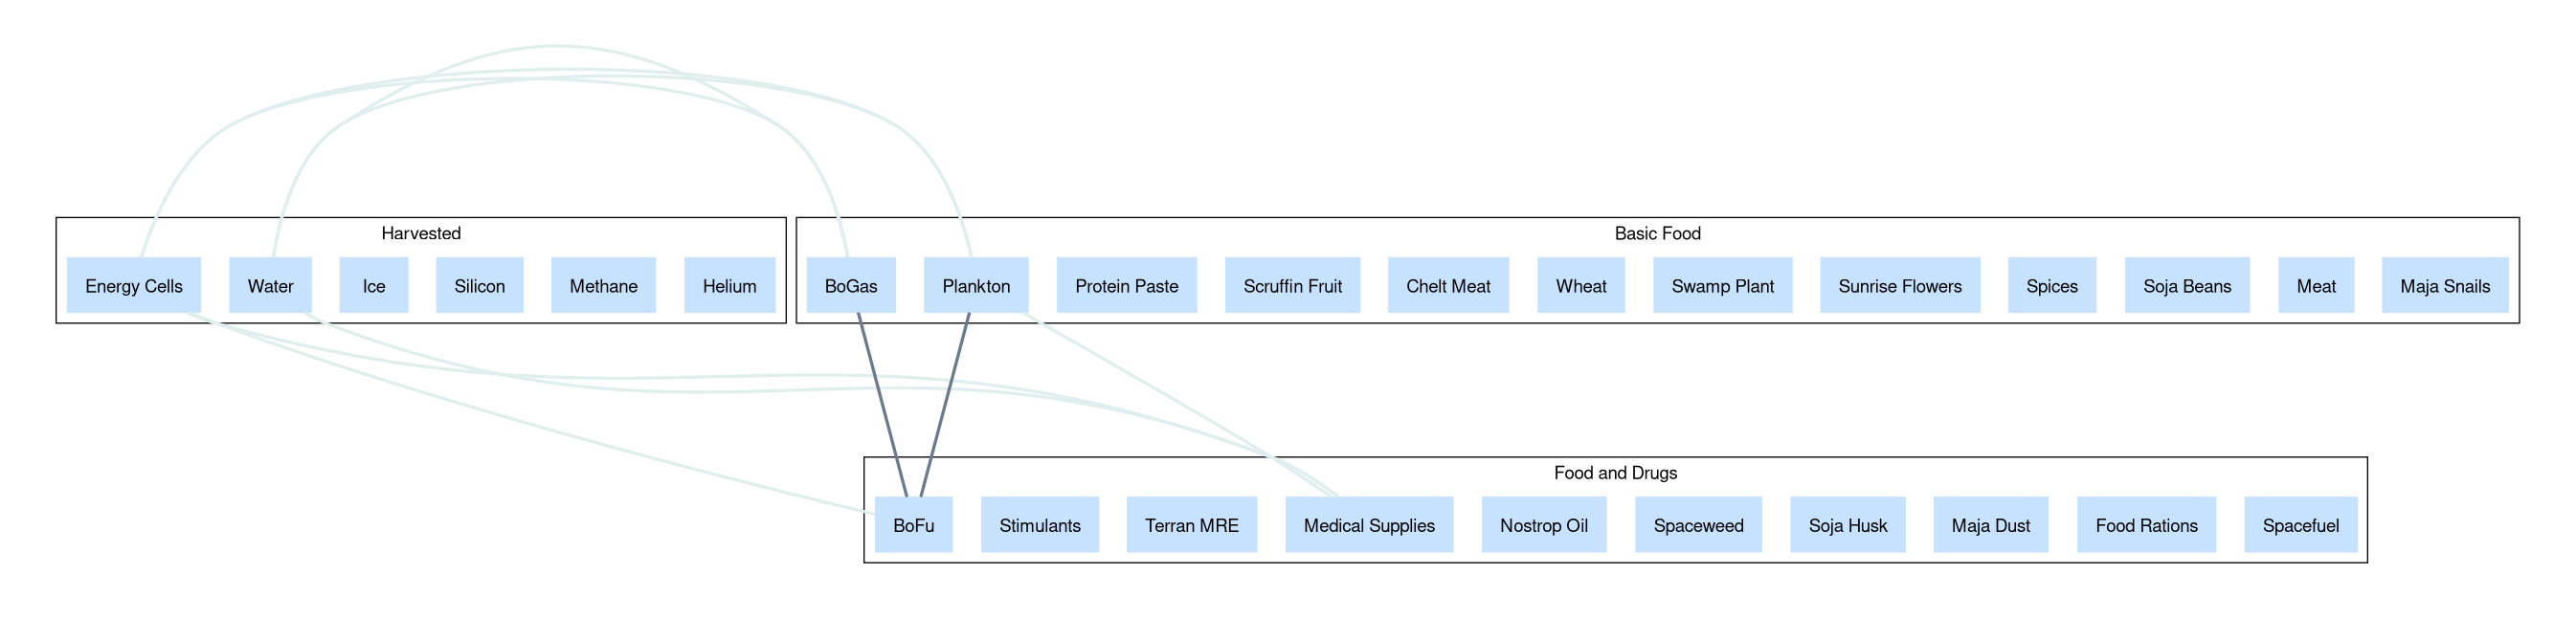 Harvested
Energy Cells
Water
Ice
Silicon
Methane
Helium
Basic Food
BoGas
Plankton
Protein Paste
Scruffin Fruit
Chelt Meat
Wheat
Swamp Plant
Sunrise Flowers
Spices
Soja Beans
Meat
Maja Snails
Food and Drugs
BoFu
Stimulants
Terran MRE
Medical Supplies
Nostrop Oil
Spaceweed
Soja Husk
Maja Dust
Food Rations
Spacefuel